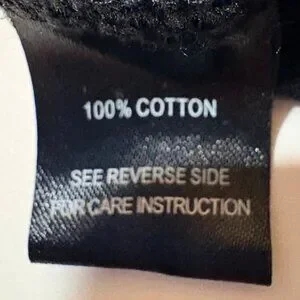 100% COTTON
SEE REVERSE SIDE
FOR CARE INSTRUCTION